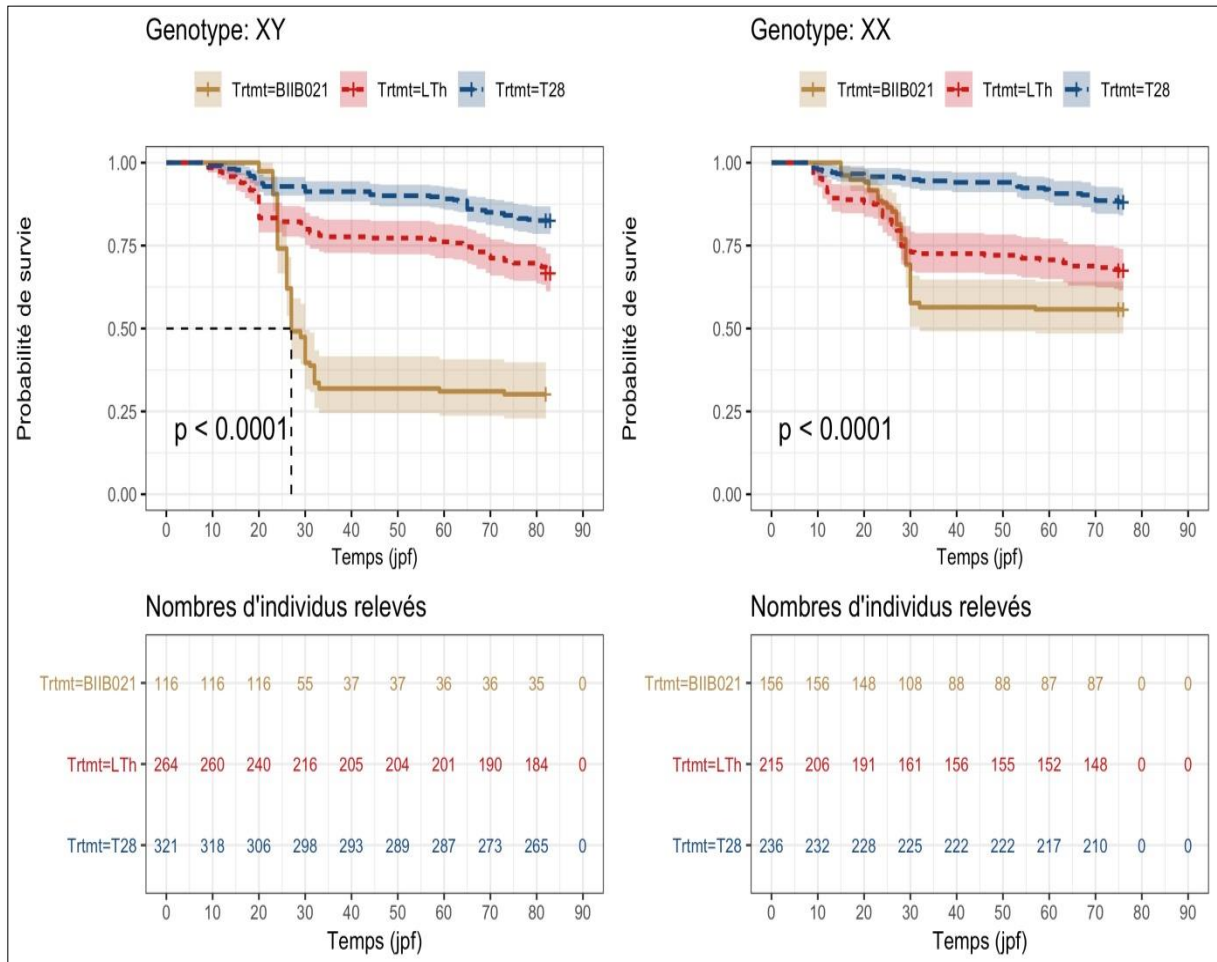 Genotype: XY
Trtmt=BIIB021 Trtmt=LTh Trtmt=T28
Probabilité de survie
1.00
0.75
0.50
0.25
0.00
p < 0.0001
0 10 20 30 40 50 60 70 80 90
Temps (jpf)
Genotype: XX
Trtmt=BIIB021 Trtmt=LTh Trtmt=T28
Probabilité de survie
1.00
0.75
0.50
0.25
0.00
p < 0.0001
0 10 20 30 40 50 60 70 80 90
Temps (jpf)
Nombres d'individus relevés
Trtmt=BIIB021 116 116 116 55 37 37 36 36 35 0
Trtmt=LTh 264 260 240 216 205 204 201 190 184 0
Trtmt=T28 321 318 306 298 293 289 287 273 265 0
0 10 20 30 40 50 60 70 80 90
Temps (jpf)
Nombres d'individus relevés
Trtmt=BIIB021 156 156 148 108 88 88 87 87 0 0
Trtmt=LTh 215 206 191 161 156 155 152 148 0 0
Trtmt=T28 236 232 228 225 222 222 217 210 0 0
0 10 20 30 40 50 60 70 80 90
Temps (jpf)